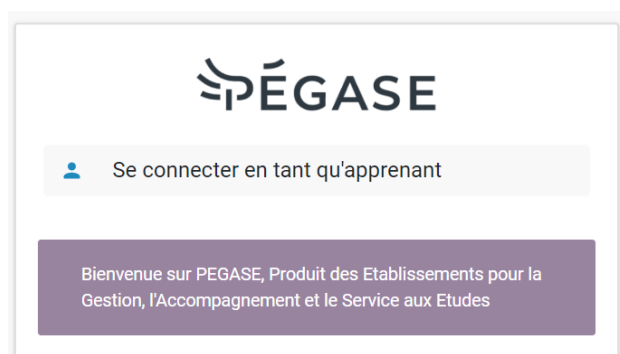 PÉGASE
Se connecter en tant qu'apprenant
Bienvenue sur PEGASE, Produit des Etablissements pour la
Gestion, l'Accompagnement et le Service aux Etudes